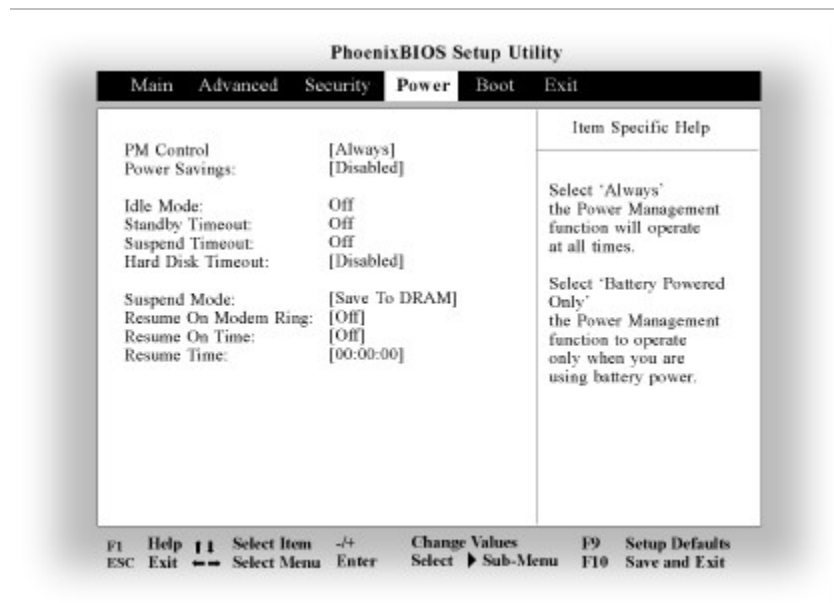 PhoenixBIOS Setup Utility
Main Advanced Security Power Boot Exit
PM Control [Always]
Power Savings: [Disabled]
Idle Mode: Off
Standby Timeout: Off
Suspend Timeout: Off
Hard Disk Timeout: [Disabled]
Suspend Mode: [Save To DRAM]
Resume On Modem Ring: [Off]
Resume On Time: [Off]
Resume Time: [00:00:00]
Item Specific Help
Select ‘Always’
the Power Management
function will operate
at all times.
Select ‘Battery Powered
Only’
the Power Management
function to operate
only when you are
using battery power.
F1 Help ↑↓ Select Item -/+ Change Values F9 Setup Defaults
ESC Exit ←→ Select Menu Enter Select ▶ Sub-Menu F10 Save and Exit